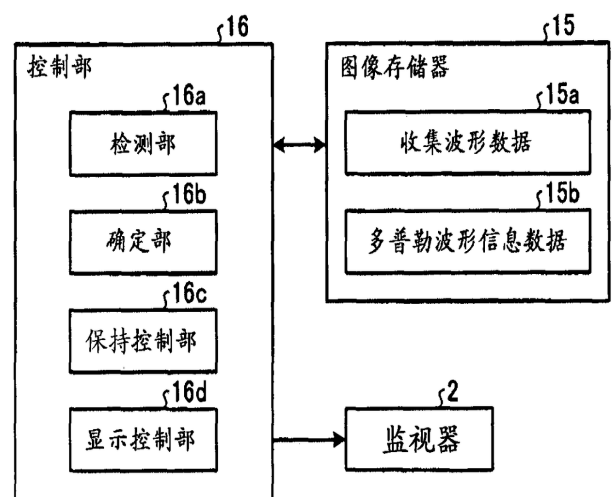 16
控制部
16a
检测部
16b
确定部
16c
保持控制部
16d
显示控制部
15
图像存储器
15a
收集波形数据
15b
多普勒波形信息数据
2
监视器